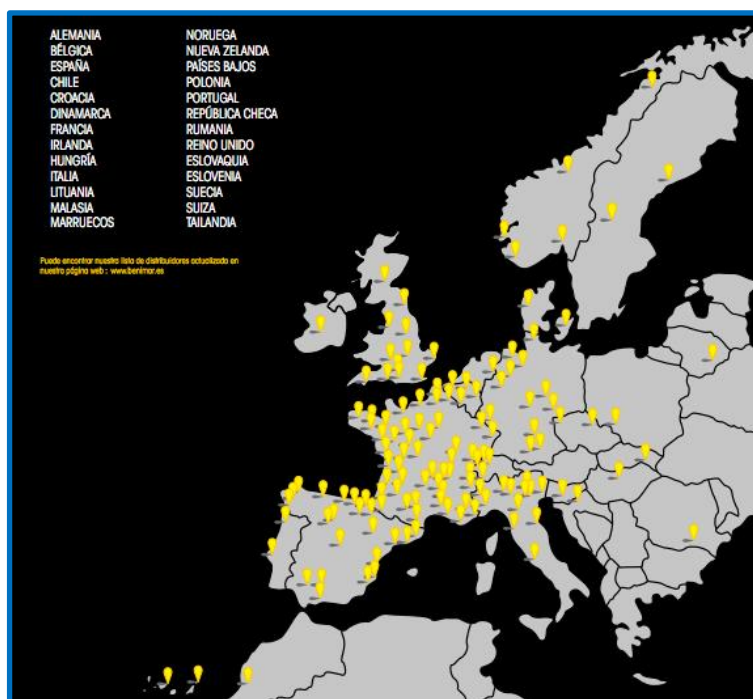 ALEMANIA
BÉLGICA
ESPAÑA
CHILE
CROACIA
DINAMARCA
FRANCIA
IRLANDA
HUNGRÍA
ITALIA
LITUANIA
MALASIA
MARRUECOS
NORUEGA
NUEVA ZELANDA
PAÍSES BAJOS
POLONIA
PORTUGAL
REPÚBLICA CHECA
RUMANIA
REINO UNIDO
ESLOVAQUIA
ESLOVENIA
SUECIA
SUIZA
TAILANDIA
Puede encontrar nuestra lista de distribuidores actualizada en
nuestra página web : www.benimar.es